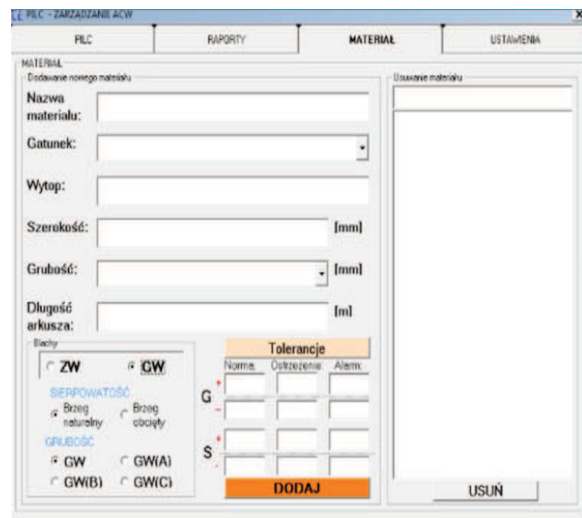 PILC - ZARZĄDZANIE ACW
PILC RAPORTY MATERIAŁ USTAWIENIA
MATERIAŁ
Dodawanie nowego materiału
Usuwanie materiału
Nazwa
materialu:
Gatunek:
Wytop:
Szerokość: [mm]
Grubość: [mm]
Długość
arkusza: [m]
Blachy
ZW GW
SIERPOWATOŚĆ
Brzeg naturalny Brzeg obcięty
GRUBOŚĆ
GW GW(A)
GW(B) GW(C)
Tolerancje
Norma: Ostrzeżenie: Alarm:
G + -
S + -
DODAJ
USUŃ